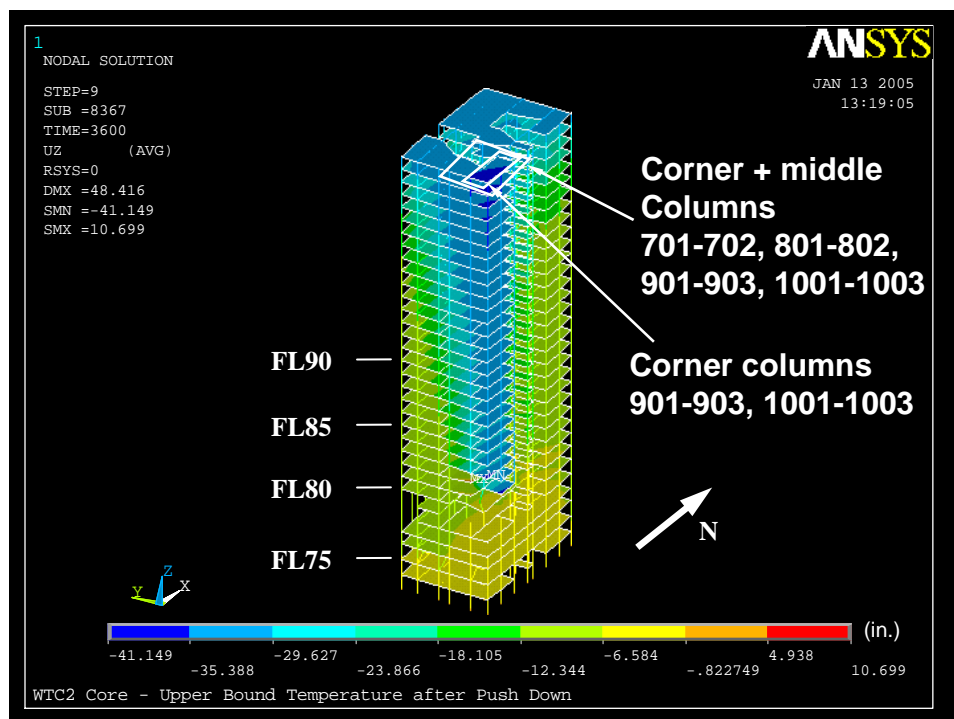 1
ANSYS
NODAL SOLUTION
JAN 13 2005
13:19:05
STEP=9
SUB =8367
TIME=3600
UZ (AVG)
RSYS=0
DMX =48.416
SMN =-41.149
SMX =10.699
Corner + middle
Columns
701-702, 801-802,
901-903, 1001-1003
Corner columns
901-903, 1001-1003
FL90
FL85
FL80
MX MN
FL75
N
Z
Y
X
(in.)
-41.149 -29.627 -18.105 -6.584 4.938
-35.388 -23.866 -12.344 -.822749 10.699
WTC2 Core - Upper Bound Temperature after Push Down